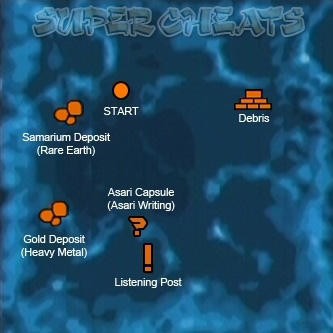 SUPER CHEATS
START
Debris
Samarium Deposit
(Rare Earth)
Asari Capsule
(Asari Writing)
Gold Deposit
(Heavy Metal)
Listening Post